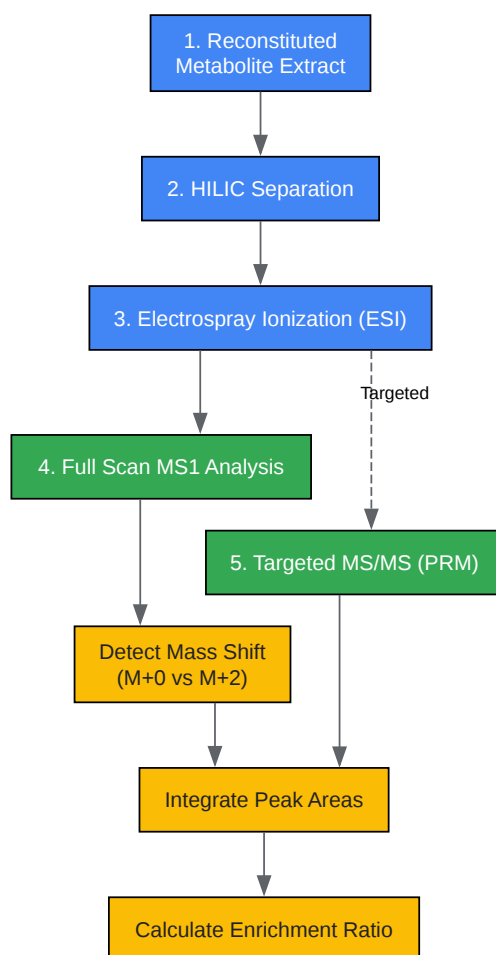 1. Reconstituted
Metabolite Extract
2. HILIC Separation
3. Electrospray Ionization (ESI)
Targeted
4. Full Scan MS1 Analysis
5. Targeted MS/MS (PRM)
Detect Mass Shift
(M+0 vs M+2)
Integrate Peak Areas
Calculate Enrichment Ratio